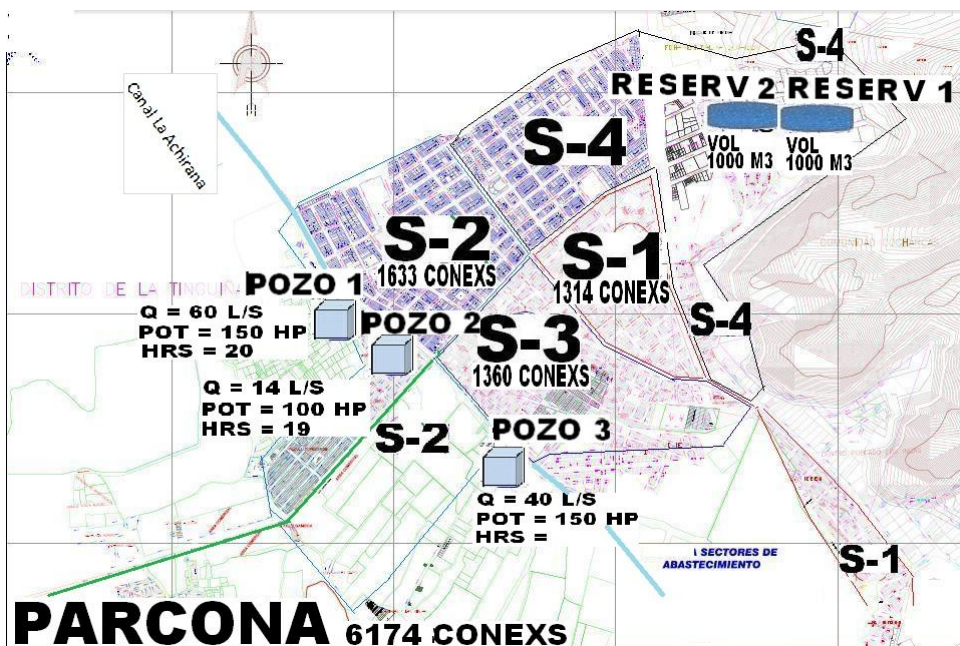 S-4
RESERV 2
RESERV 1
VOL
1000 M3
VOL
1000 M3
Canal La Achirana
S-4
S-2
1633 CONEXS
S-1
1314 CONEXS
DISTRITO DE LA TINGUIÑA
POZO 1
Q = 60 L/S
POT = 150 HP
HRS = 20
POZO 2
Q = 14 L/S
POT = 100 HP
HRS = 19
S-3
1360 CONEXS
S-4
S-2
POZO 3
Q = 40 L/S
POT = 150 HP
HRS =
SECTORES DE
ABASTECIMIENTO
S-1
PARCONA 6174 CONEXS